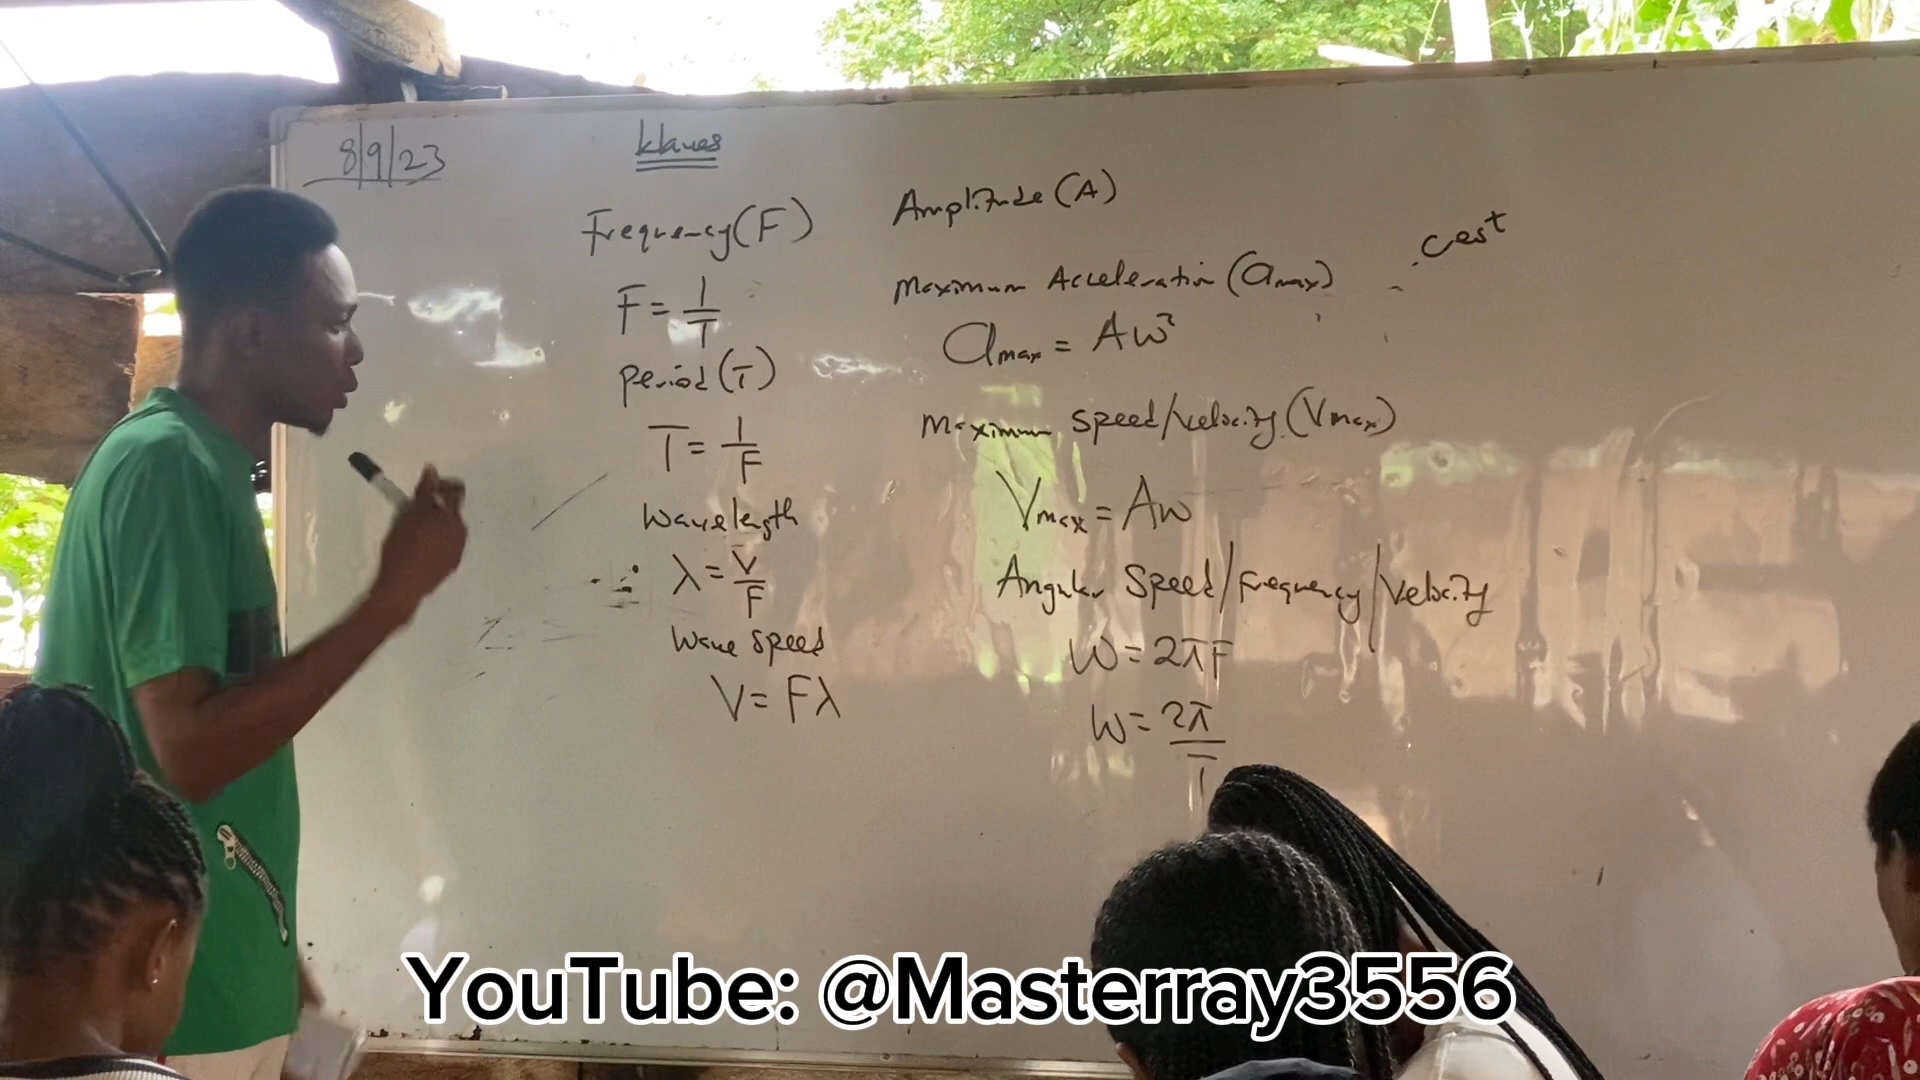 8/9/23
Waves
Frequency (F)
F = 1/T
Period (T)
T = 1/F
Wavelength
λ = V/F
Wave Speed
V = Fλ
Amplitude (A)
Maximum Acceleration (amax)
amax = Aw²
Maximum Speed/velocity (Vmax)
Vmax = Aw
Angular Speed/frequency/velocity
W = 2πF
W = 2π/T
YouTube: @Masterray3556